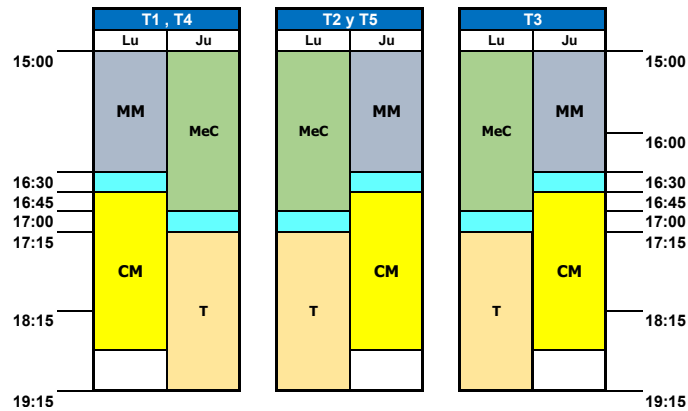 T1 , T4 T2 y T5 T3
Lu Ju Lu Ju Lu Ju
15:00 15:00
MM MM MM
MeC MeC MeC
16:00
16:30 16:30
16:45 16:45
17:00 17:00
17:15 17:15
CM CM CM
T T T
18:15 18:15
19:15 19:15